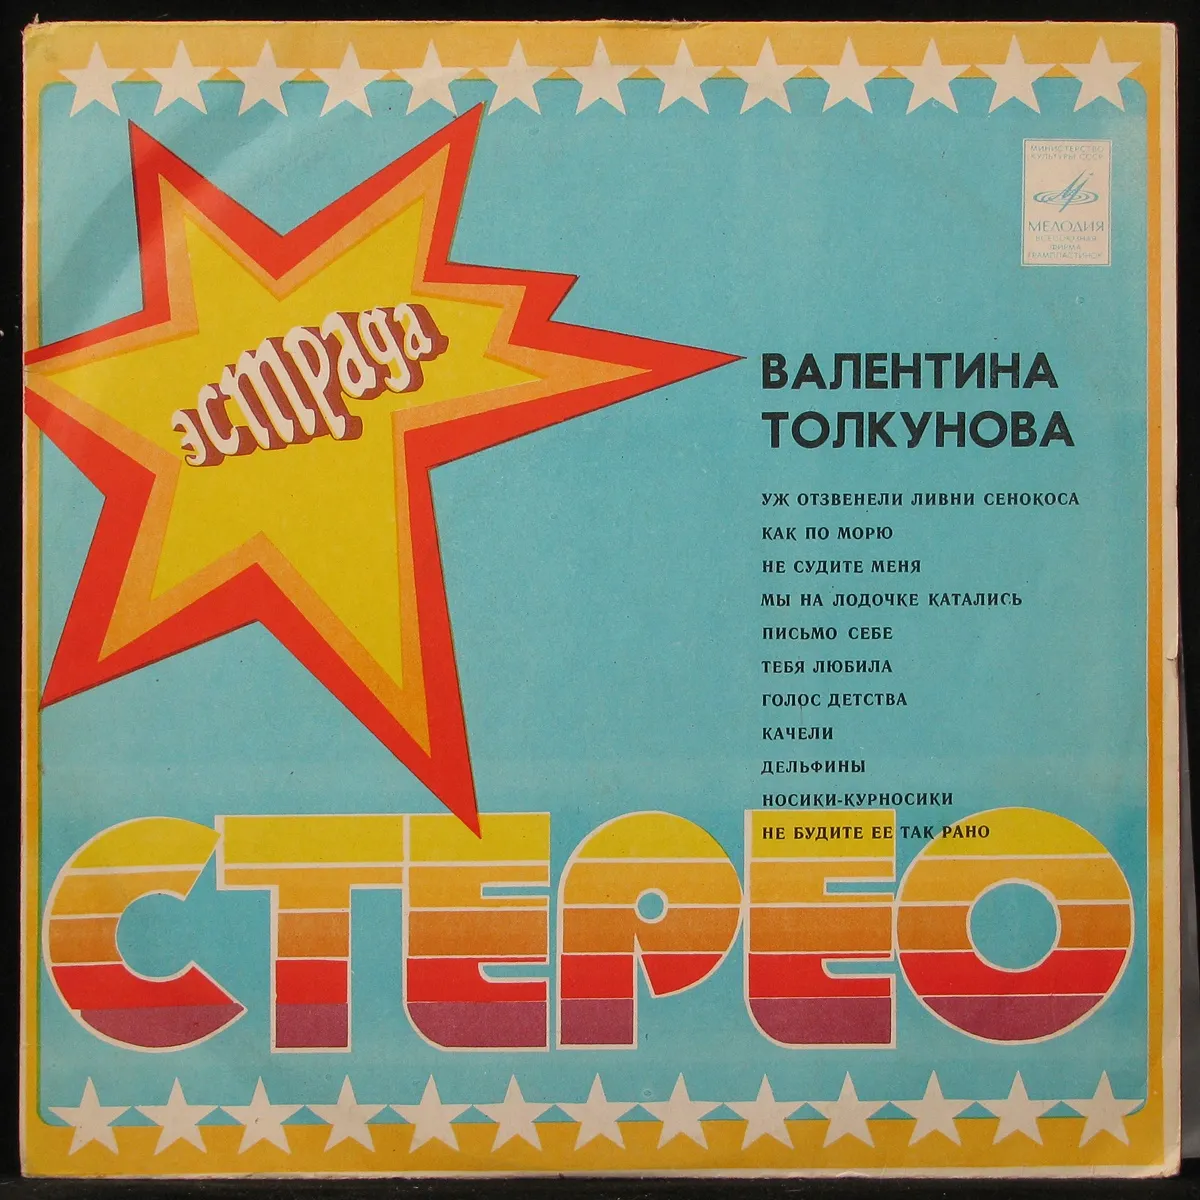 МИНИСТЕРСТВО
КУЛЬТУРЫ СССР
МЕЛОДИЯ
ВСЕСОЮЗНАЯ
ФИРМА
ГРАМПЛАСТИНОК
эстрада
ВАЛЕНТИНА
ТОЛКУНОВА
УЖ ОТЗВЕНЕЛИ ЛИВНИ СЕНОКОСА
КАК ПО МОРЮ
НЕ СУДИТЕ МЕНЯ
МЫ НА ЛОДОЧКЕ КАТАЛИСЬ
ПИСЬМО СЕБЕ
ТЕБЯ ЛЮБИЛА
ГОЛОС ДЕТСТВА
КАЧЕЛИ
ДЕЛЬФИНЫ
НОСИКИ-КУРНОСИКИ
НЕ БУДИТЕ ЕЕ ТАК РАНО
СТЕРЕО